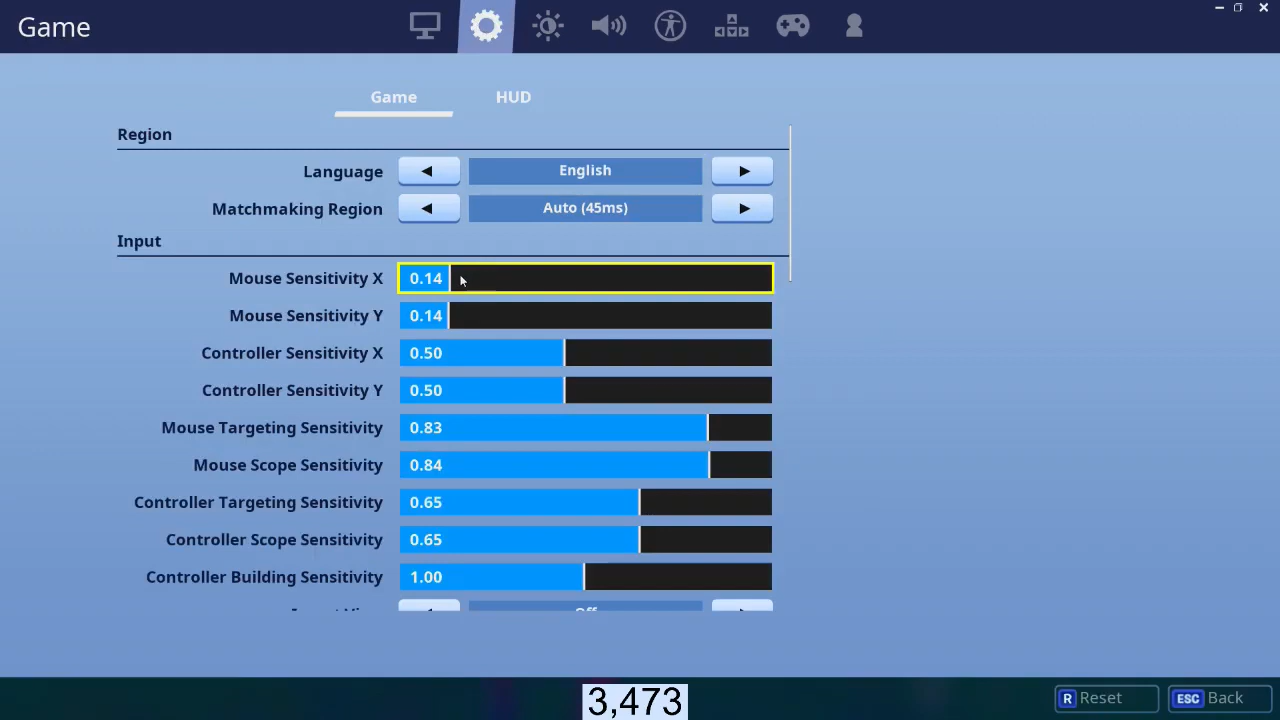 Game
Game HUD
Region
Language English
Matchmaking Region Auto (45ms)
Input
Mouse Sensitivity X 0.14
Mouse Sensitivity Y 0.14
Controller Sensitivity X 0.50
Controller Sensitivity Y 0.50
Mouse Targeting Sensitivity 0.83
Mouse Scope Sensitivity 0.84
Controller Targeting Sensitivity 0.65
Controller Scope Sensitivity 0.65
Controller Building Sensitivity 1.00
Off
3,473
R Reset ESC Back